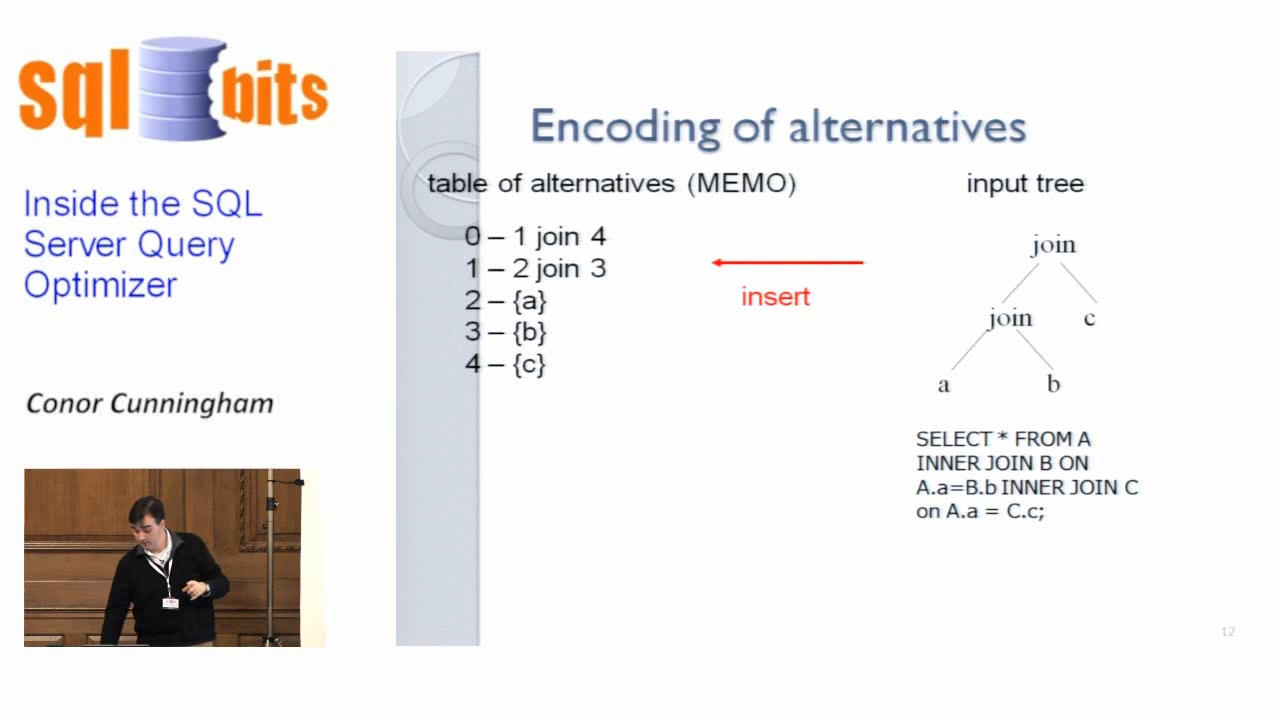 sql bits
Inside the SQL
Server Query
Optimizer
Conor Cunningham
Encoding of alternatives
table of alternatives (MEMO)
0 – 1 join 4
1 – 2 join 3
2 – {a}
3 – {b}
4 – {c}
insert
input tree
join
join c
a b
SELECT * FROM A
INNER JOIN B ON
A.a=B.b INNER JOIN C
on A.a = C.c;
12